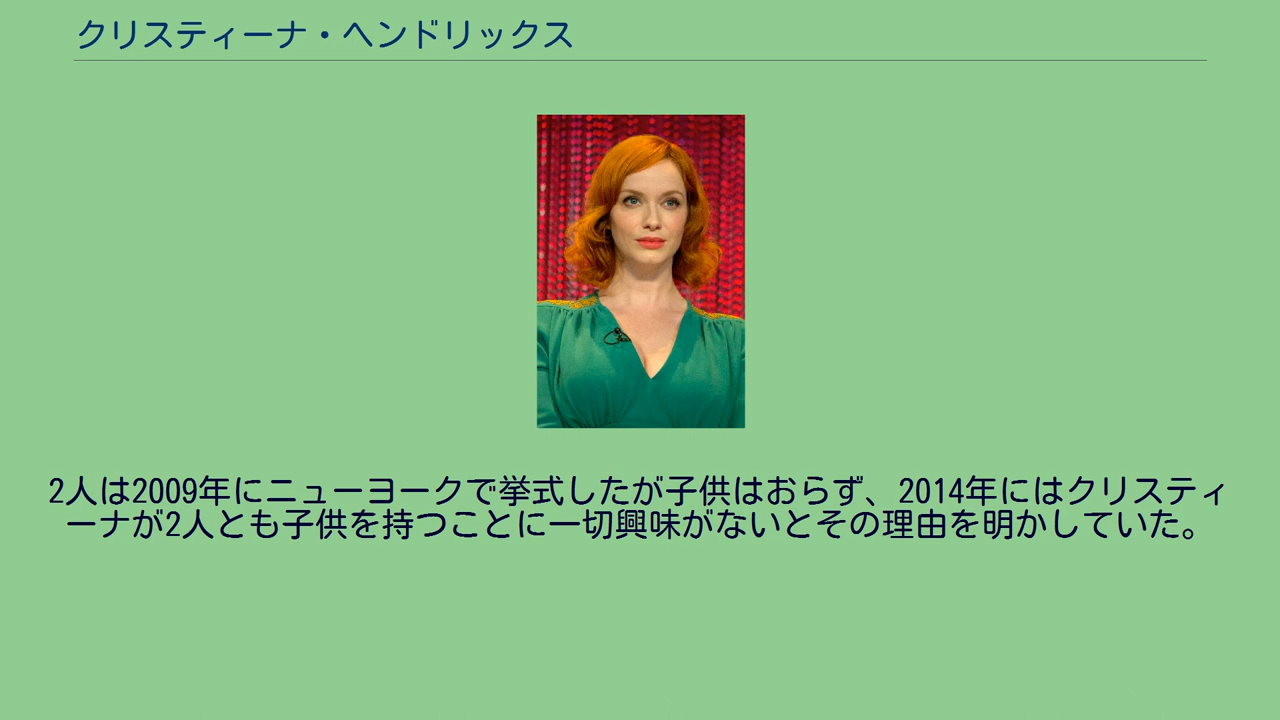 クリスティーナ・ヘンドリックス
2人は2009年にニューヨークで挙式したが子供はおらず、2014年にはクリスティ
ーナが2人とも子供を持つことに一切興味がないとその理由を明かしていた。